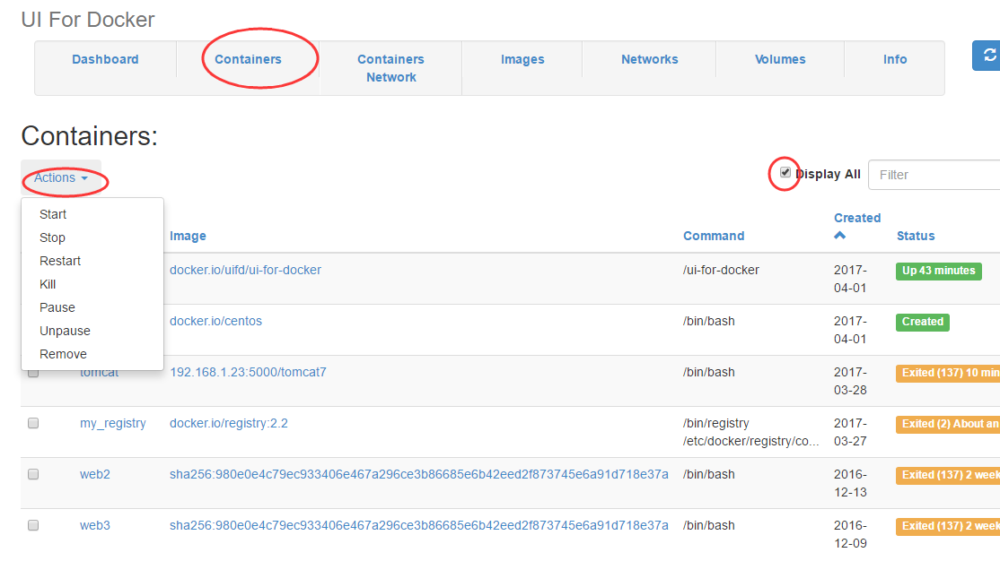 UI For Docker
Dashboard
Containers
Containers
Network
Images
Networks
Volumes
Info
Containers:
Actions
Display All
Filter
Start
Stop
Restart
Kill
Pause
Unpause
Remove
Image
Command
Created
Status
docker.io/uifd/ui-for-docker
/ui-for-docker
2017-
04-01
Up 43 minutes
docker.io/centos
/bin/bash
2017-
04-01
Created
tomcat
192.168.1.23:5000/tomcat7
/bin/bash
2017-
03-28
Exited (137) 10 min
my_registry
docker.io/registry:2.2
/bin/registry
/etc/docker/registry/co...
2017-
03-27
Exited (2) About an
web2
sha256:980e0e4c79ec933406e467a296ce3b86685e6b42eed2f873745e6a91d718e37a
/bin/bash
2016-
12-13
Exited (137) 2 week
web3
sha256:980e0e4c79ec933406e467a296ce3b86685e6b42eed2f873745e6a91d718e37a
/bin/bash
2016-
12-09
Exited (137) 2 week